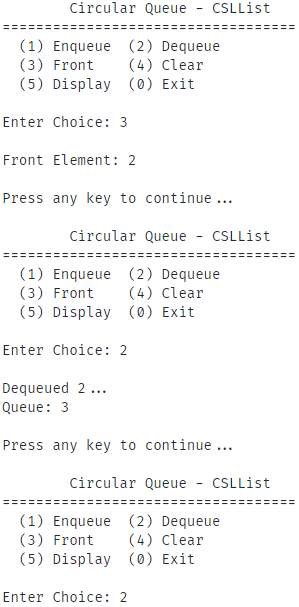 Circular Queue - CSLList
===================================
(1) Enqueue (2) Dequeue
(3) Front (4) Clear
(5) Display (0) Exit
Enter Choice: 3
Front Element: 2
Press any key to continue...
Circular Queue - CSLList
===================================
(1) Enqueue (2) Dequeue
(3) Front (4) Clear
(5) Display (0) Exit
Enter Choice: 2
Dequeued 2...
Queue: 3
Press any key to continue...
Circular Queue - CSLList
===================================
(1) Enqueue (2) Dequeue
(3) Front (4) Clear
(5) Display (0) Exit
Enter Choice: 2